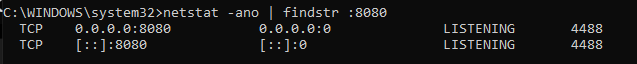 C:\WINDOWS\system32>netstat -ano | findstr :8080
  TCP    0.0.0.0:8080           0.0.0.0:0              LISTENING       4488
  TCP    [::]:8080              [::]:0                 LISTENING       4488